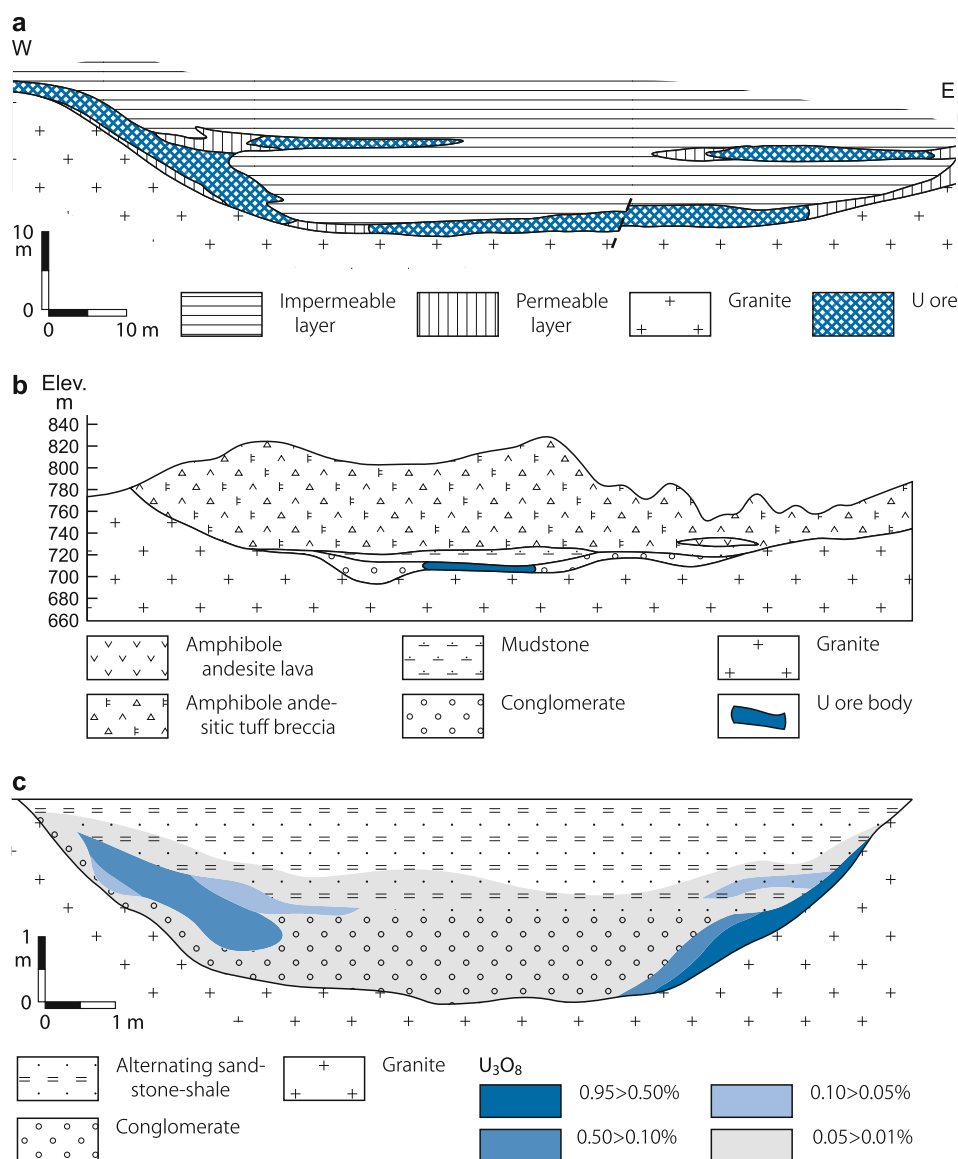 a
W
E
10
m
0
0
10 m
Impermeable
layer
Permeable
layer
Granite
U ore
b
Elev.
m
840
820
800
780
760
740
720
700
680
660
Amphibole
andesite lava
Mudstone
Granite
Amphibole ande-
sitic tuff breccia
Conglomerate
U ore body
c
1
m
0
0
1 m
Alternating sand-
stone-shale
Granite
Conglomerate
U₃O₈
0.95>0.50%
0.10>0.05%
0.50>0.10%
0.05>0.01%